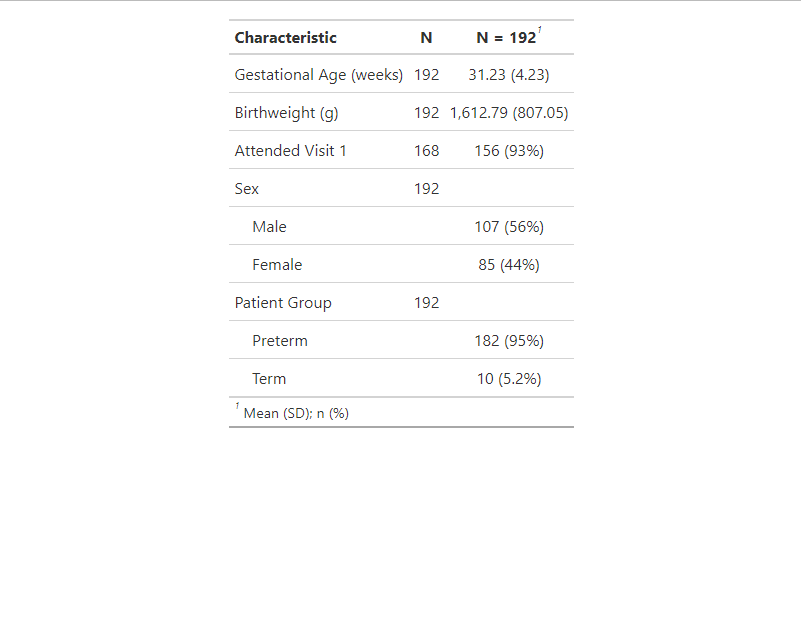 Characteristic N N = 192¹
Gestational Age (weeks) 192 31.23 (4.23)
Birthweight (g) 192 1,612.79 (807.05)
Attended Visit 1 168 156 (93%)
Sex 192
Male 107 (56%)
Female 85 (44%)
Patient Group 192
Preterm 182 (95%)
Term 10 (5.2%)
¹ Mean (SD); n (%)